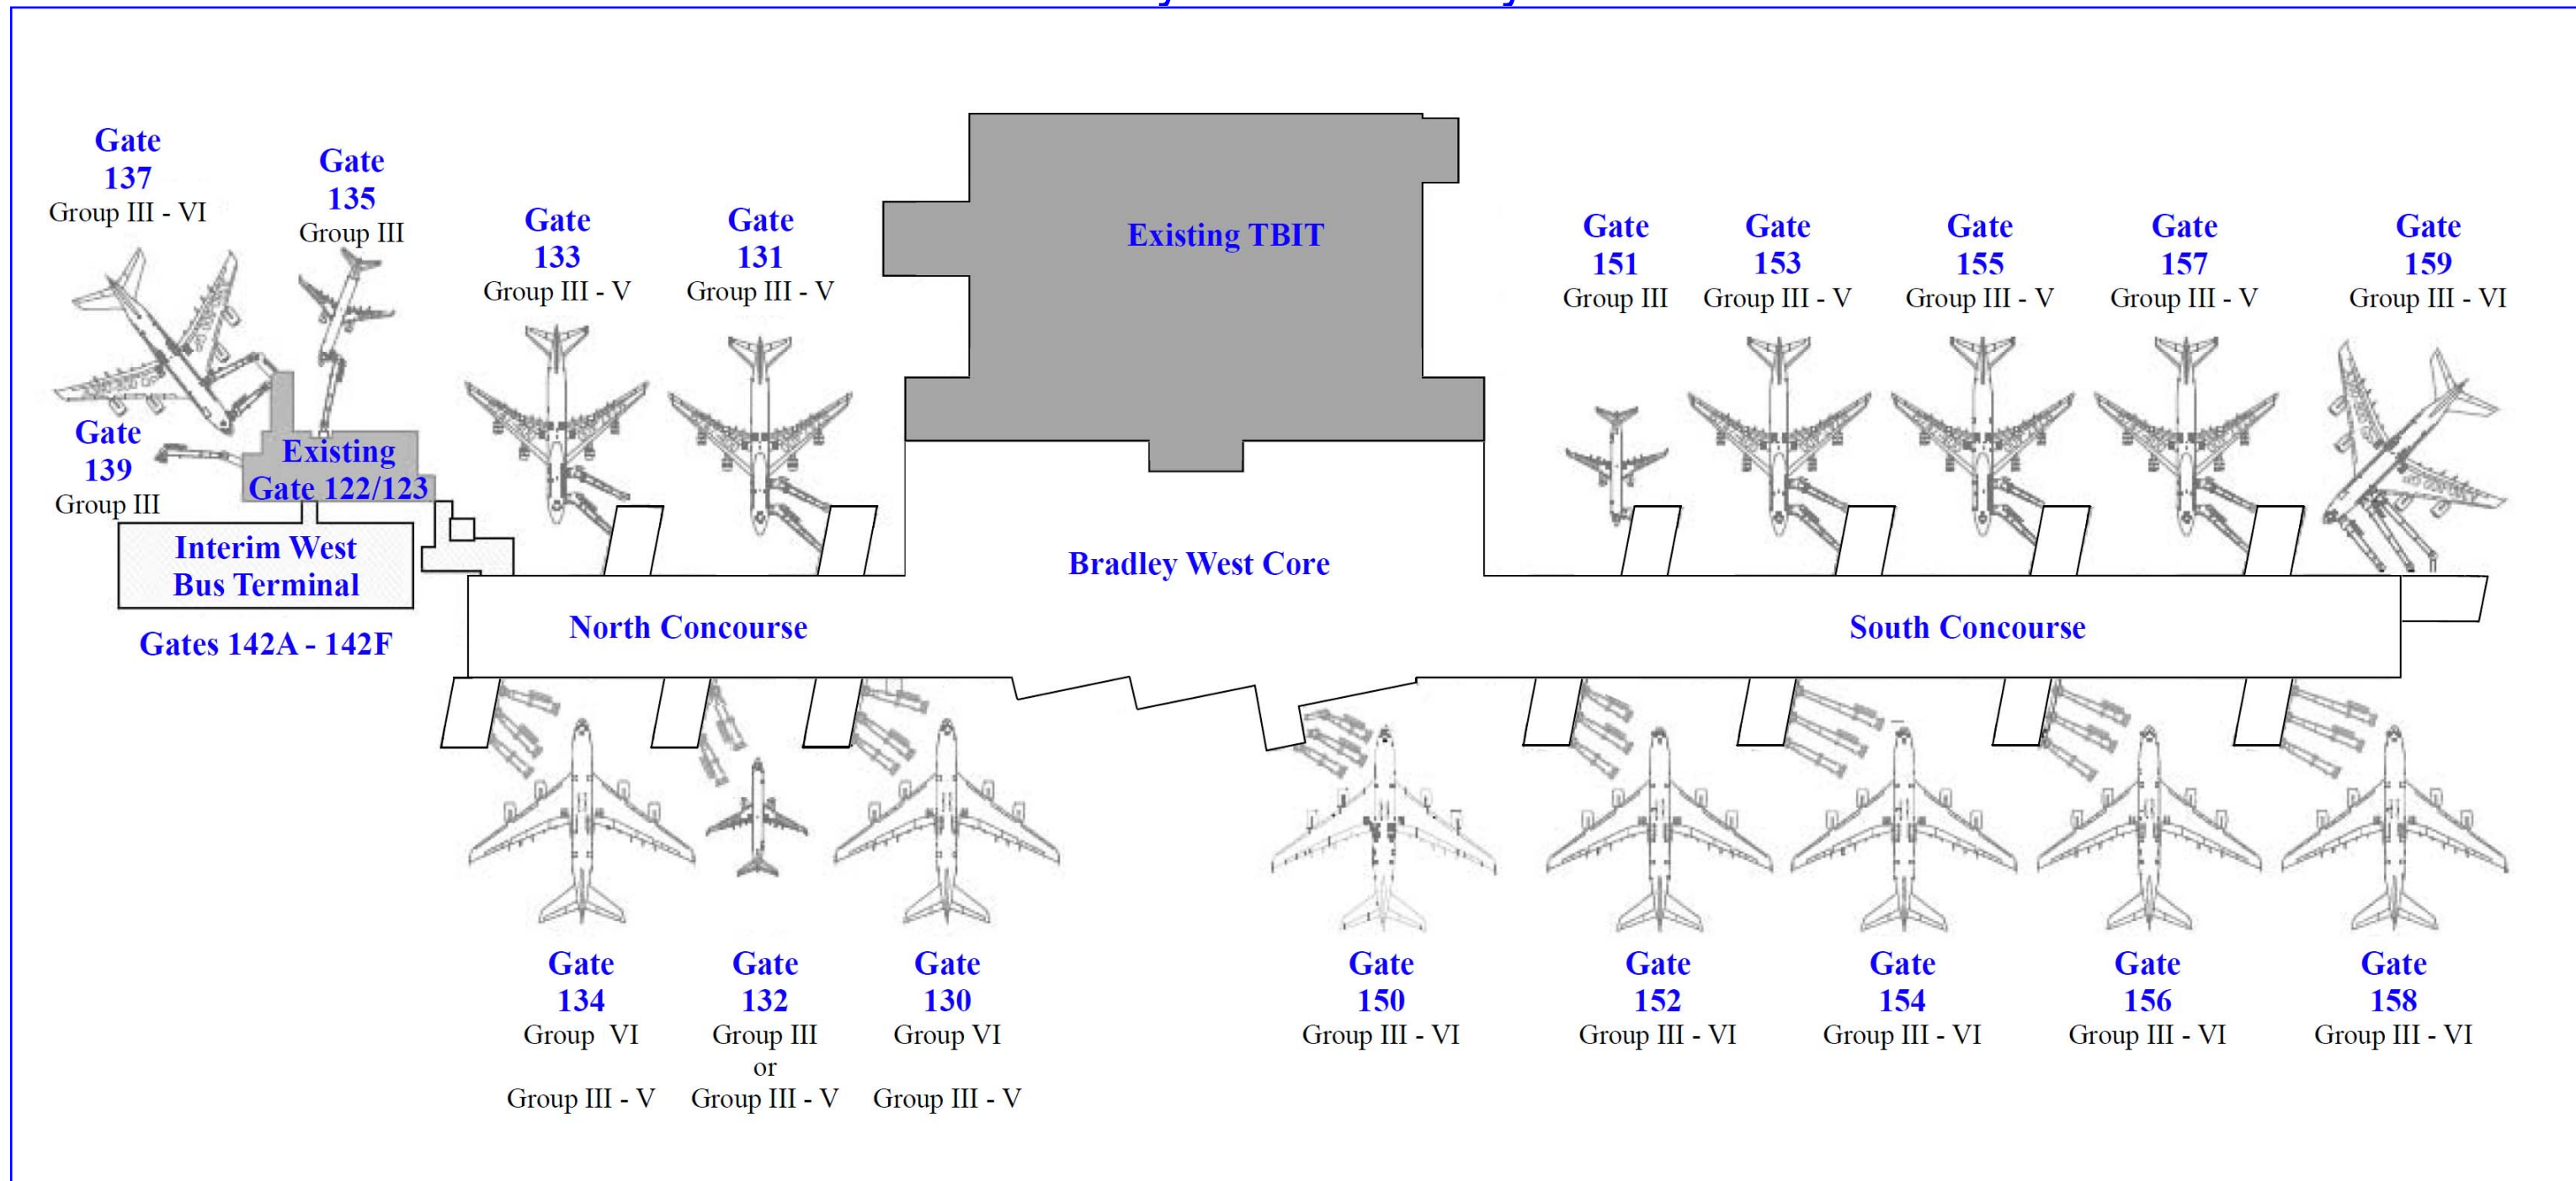 Gate
137
Group III - VI
Gate
135
Group III
Gate
133
Group III - V
Gate
131
Group III - V
Existing TBIT
Gate
151
Group III
Gate
153
Group III - V
Gate
155
Group III - V
Gate
157
Group III - V
Gate
159
Group III - VI
Gate
139
Group III
Existing
Gate 122/123
Interim West
Bus Terminal
Gates 142A - 142F
Bradley West Core
North Concourse
South Concourse
Gate
134
Group VI
Group III - V
Gate
132
Group III
or
Group III - V
Gate
130
Group VI
Group III - V
Gate
150
Group III - VI
Gate
152
Group III - VI
Gate
154
Group III - VI
Gate
156
Group III - VI
Gate
158
Group III - VI